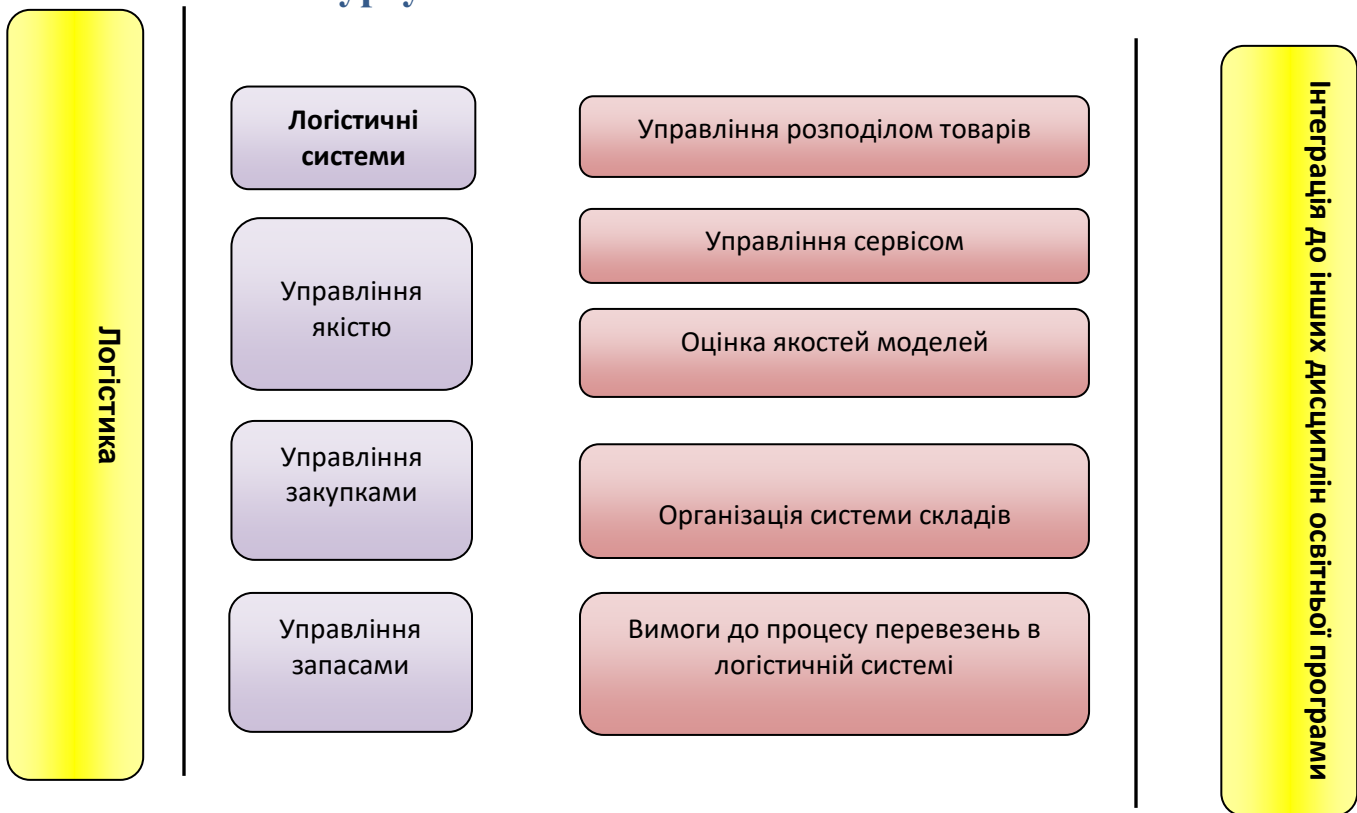 Логістика
Логістичні
системи
Управління
якістю
Управління
закупками
Управління
запасами
Управління розподілом товарів
Управління сервісом
Оцінка якостей моделей
Організація системи складів
Вимоги до процесу перевезень в
логістичній системі
Інтеграція до інших дисциплін освітньої програми